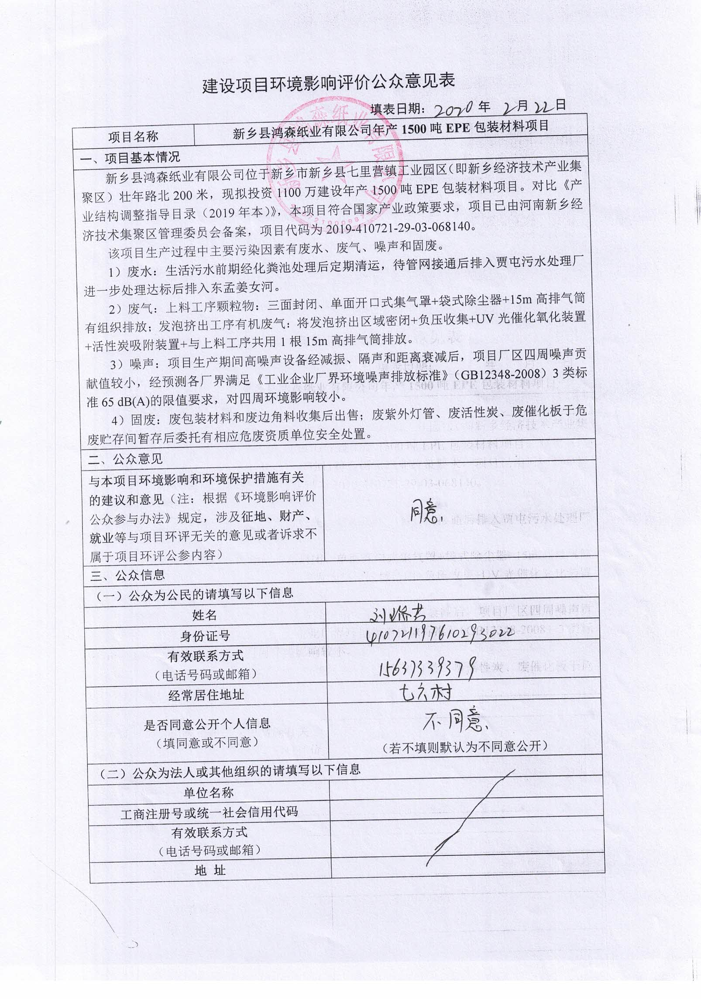 建设项目环境影响评价公众意见表
填表日期：2020年 2月22日
项目名称 新乡县鸿森纸业有限公司年产 1500 吨 EPE 包装材料项目
一、项目基本情况
新乡县鸿森纸业有限公司位于新乡市新乡县七里营镇工业园区（即新乡经济技术产业集
聚区）壮年路北 200 米，现拟投资 1100 万建设年产 1500 吨 EPE 包装材料项目。对比《产
业结构调整指导目录（2019 年本）》，本项目符合国家产业政策要求，项目已由河南新乡经
济技术集聚区管理委员会备案，项目代码为 2019-410721-29-03-068140。
该项目生产过程中主要污染因素有废水、废气、噪声和固废。
1）废水：生活污水前期经化粪池处理后定期清运，待管网接通后排入贾屯污水处理厂
进一步处理达标后排入东孟姜女河。
2）废气：上料工序颗粒物：三面封闭、单面开口式集气罩+袋式除尘器+15m 高排气筒
有组织排放；发泡挤出工序有机废气：将发泡挤出区域密闭+负压收集+UV 光催化氧化装置
+活性炭吸附装置+与上料工序共用 1 根 15m 高排气筒排放。
3）噪声：项目生产期间高噪声设备经减振、隔声和距离衰减后，项目厂区四周噪声贡
献值较小，经预测各厂界满足《工业企业厂界环境噪声排放标准》（GB12348-2008）3 类标
准 65 dB(A)的限值要求，对四周环境影响较小。
4）固废：废包装材料和废边角料收集后出售；废紫外灯管、废活性炭、废催化板于危
废贮存间暂存后委托有相应危废资质单位安全处置。
二、公众意见
与本项目环境影响和环境保护措施有关
的建议和意见（注：根据《环境影响评价
公众参与办法》规定，涉及征地、财产、
就业等与项目环评无关的意见或者诉求不
属于项目环评公参内容）
同意、
三、公众信息
（一）公众为公民的请填写以下信息
姓名 刘
身份证号 410721197610293022
有效联系方式
（电话号码或邮箱）
15637339379
经常居住地址 七六村
是否同意公开个人信息
（填同意或不同意）
不同意、
（若不填则默认为不同意公开）
（二）公众为法人或其他组织的请填写以下信息
单位名称
工商注册号或统一社会信用代码
有效联系方式
（电话号码或邮箱）
地 址